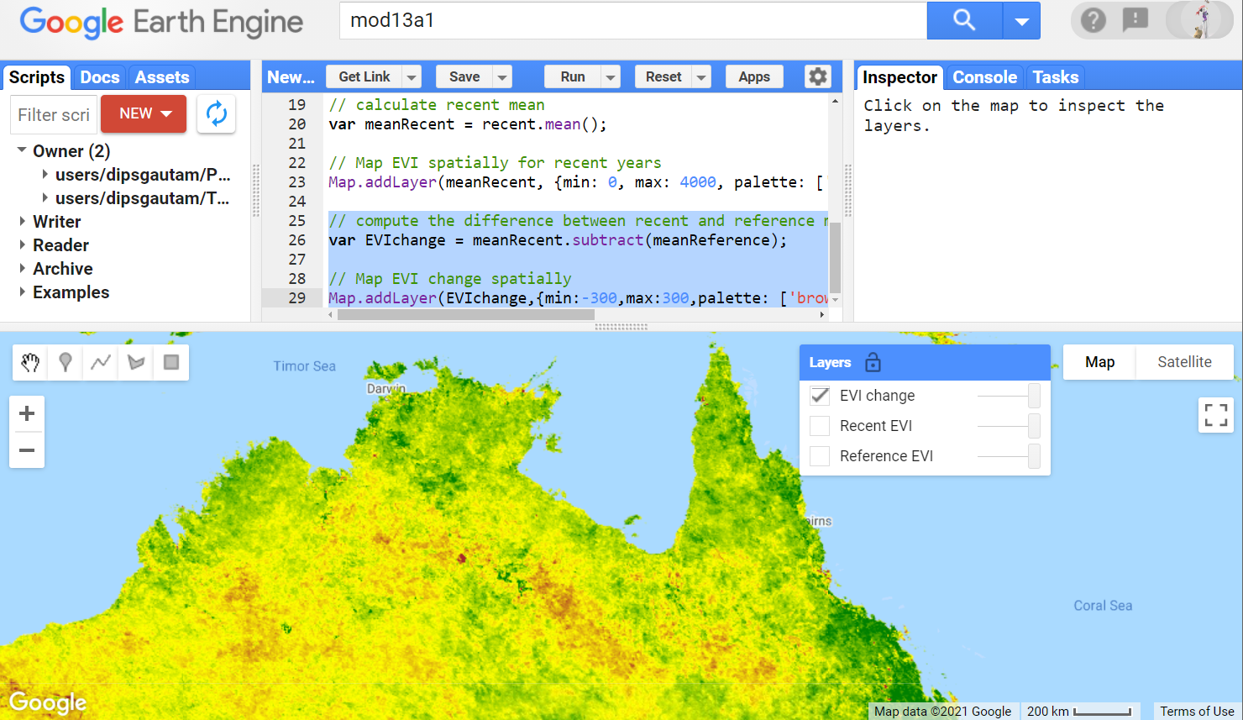 Google Earth Engine
mod13a1
Scripts Docs Assets
Filter scri NEW
Owner (2)
users/dipsgautam/P...
users/dipsgautam/T...
Writer
Reader
Archive
Examples
New... Get Link Save Run Reset Apps
19 // calculate recent mean
20 var meanRecent = recent.mean();
21
22 // Map EVI spatially for recent years
23 Map.addLayer(meanRecent, {min: 0, max: 4000, palette: ['
24
25 // compute the difference between recent and reference
26 var EVIchange = meanRecent.subtract(meanReference);
27
28 // Map EVI change spatially
29 Map.addLayer(EVIchange,{min:-300,max:300,palette: ['brow
Inspector Console Tasks
Click on the map to inspect the
layers.
Timor Sea
Darwin
Layers
EVI change
Recent EVI
Reference EVI
Map Satellite
airns
Coral Sea
Google
Map data ©2021 Google 200 km Terms of Use